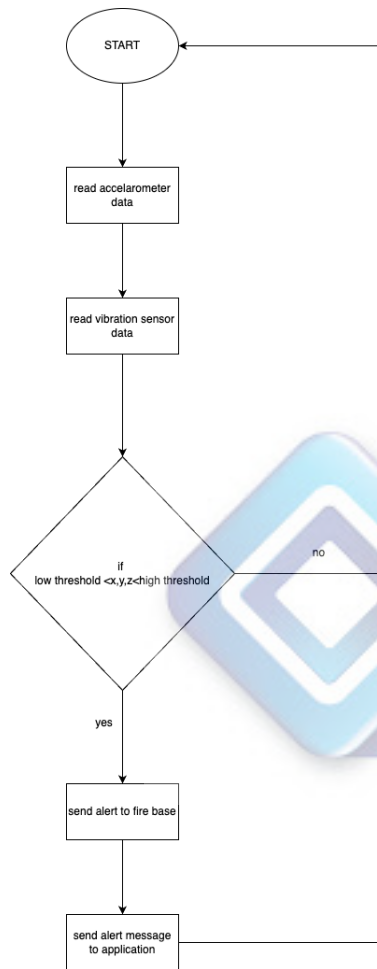 START
read accelarometer
data
read vibration sensor
data
if
low threshold <x,y,z<high threshold
no
yes
send alert to fire base
send alert message
to application